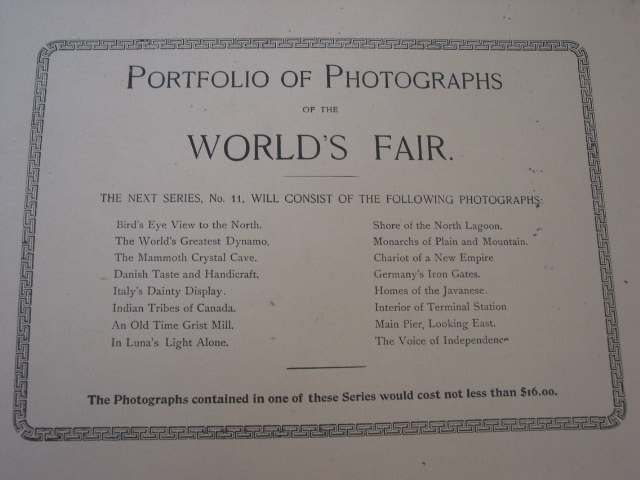 PORTFOLIO OF PHOTOGRAPHS
OF THE
WORLD'S FAIR.
THE NEXT SERIES, No. 11, WILL CONSIST OF THE FOLLOWING PHOTOGRAPHS:
Bird's Eye View to the North.
The World's Greatest Dynamo.
The Mammoth Crystal Cave.
Danish Taste and Handicraft.
Italy's Dainty Display.
Indian Tribes of Canada.
An Old Time Grist Mill.
In Luna's Light Alone.
Shore of the North Lagoon.
Monarchs of Plain and Mountain.
Chariot of a New Empire
Germany's Iron Gates.
Homes of the Javanese.
Interior of Terminal Station
Main Pier, Looking East.
The Voice of Independence
The Photographs contained in one of these Series would cost not less than $16.00.